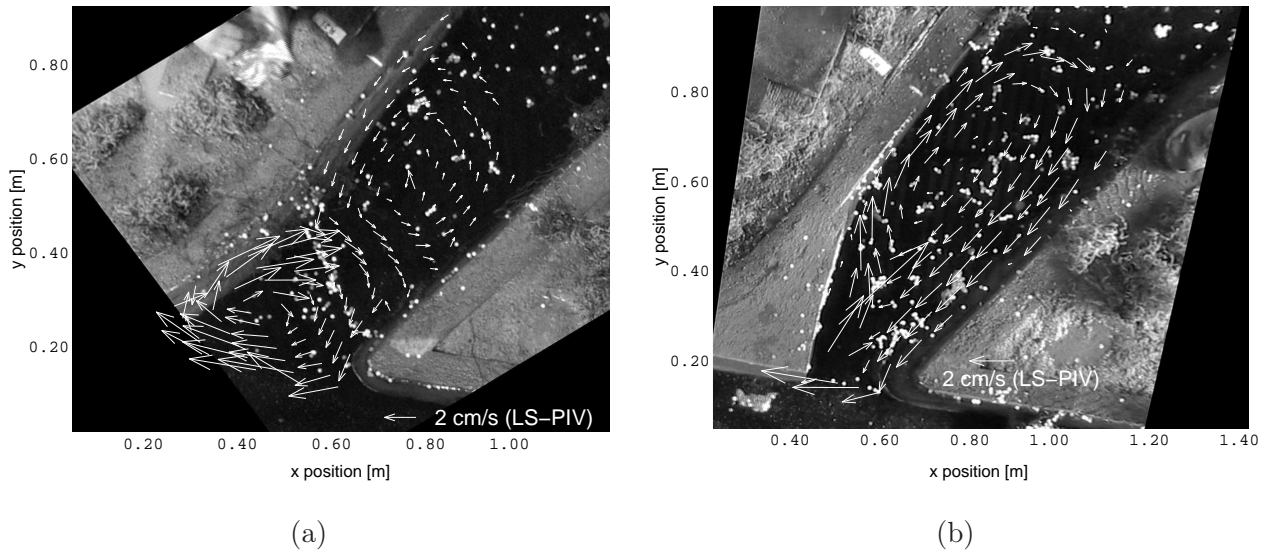 0.80
0.60
0.40
0.20
y position [m]
0.20 0.40 0.60 0.80 1.00
x position [m]
2 cm/s (LS−PIV)
(a)
0.80
0.60
0.40
0.20
y position [m]
0.40 0.60 0.80 1.00 1.20 1.40
x position [m]
2 cm/s (LS−PIV)
(b)